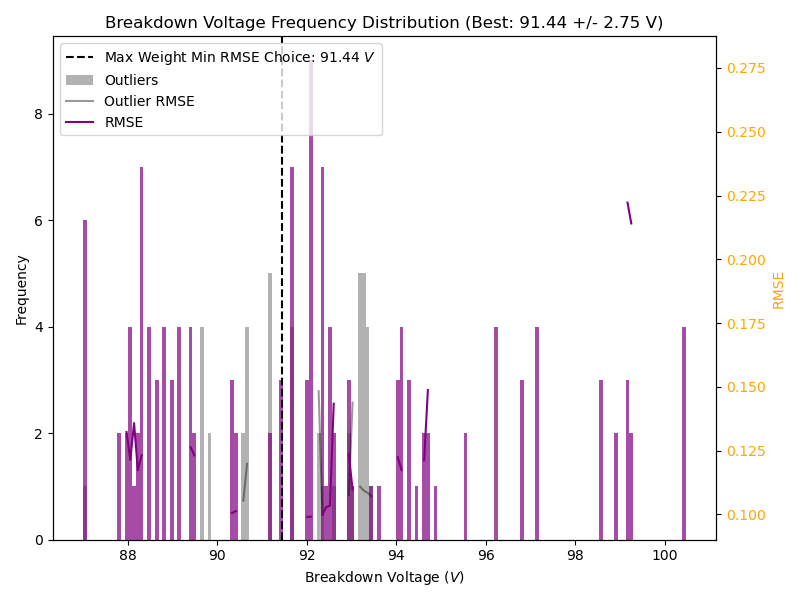 Breakdown Voltage Frequency Distribution (Best: 91.44 +/- 2.75 V)
Max Weight Min RMSE Choice: 91.44 V
Outliers
Outlier RMSE
RMSE
Frequency
0
2
4
6
8
88
90
92
94
96
98
100
Breakdown Voltage (V)
0.275
0.250
0.225
0.200
0.175
0.150
0.125
0.100
RMSE